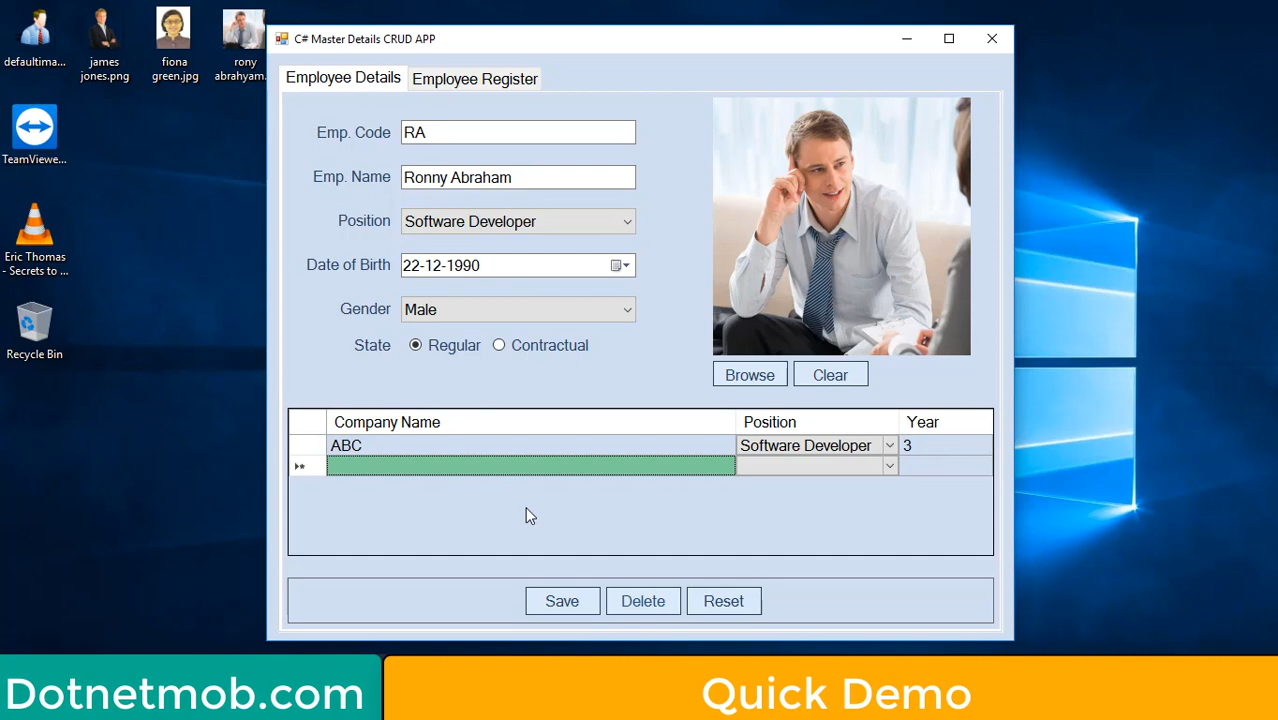 defaultima...
james
jones.png
fiona
green.jpg
rony
abrahyam...
TeamViewe...
Eric Thomas
- Secrets to ...
Recycle Bin
C# Master Details CRUD APP
Employee Details
Employee Register
Emp. Code RA
Emp. Name Ronny Abraham
Position Software Developer
Date of Birth 22-12-1990
Gender Male
State Regular Contractual
Browse Clear
Company Name Position Year
ABC Software Developer 3
Save Delete Reset
Dotnetmob.com
Quick Demo